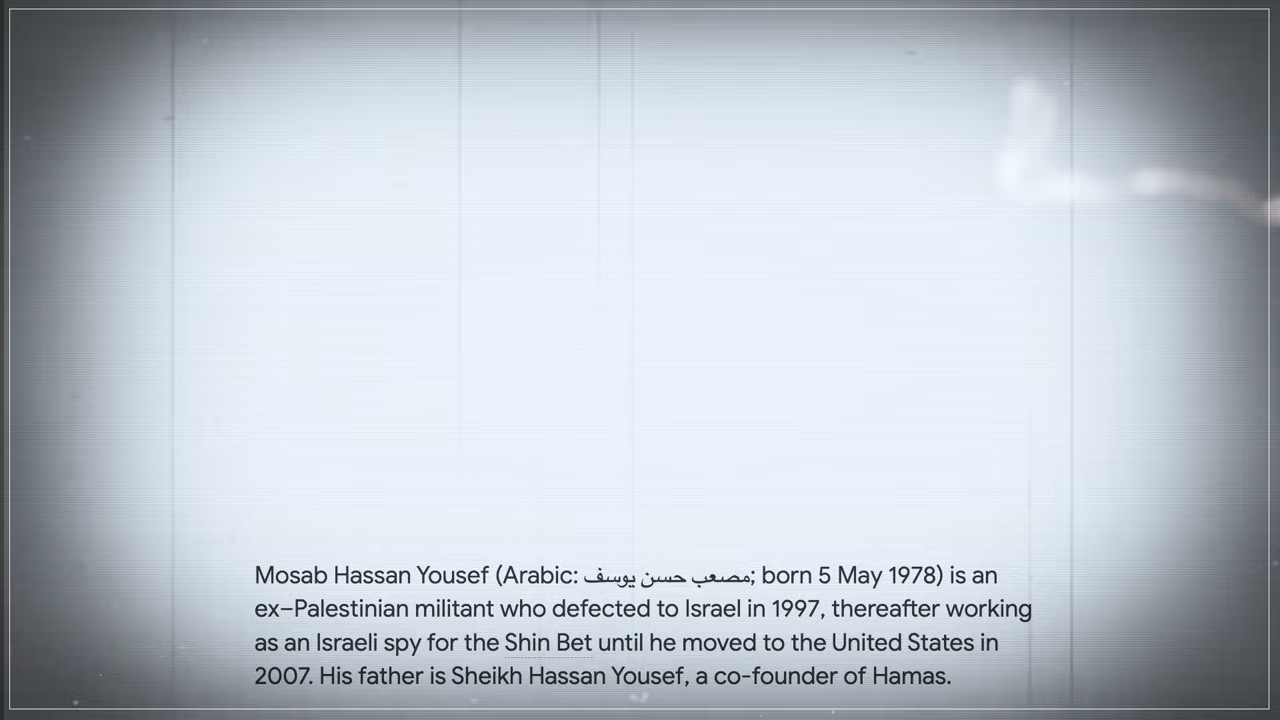 Mosab Hassan Yousef (Arabic: مصعب حسن يوسف; born 5 May 1978) is an
ex–Palestinian militant who defected to Israel in 1997, thereafter working
as an Israeli spy for the Shin Bet until he moved to the United States in
2007. His father is Sheikh Hassan Yousef, a co-founder of Hamas.